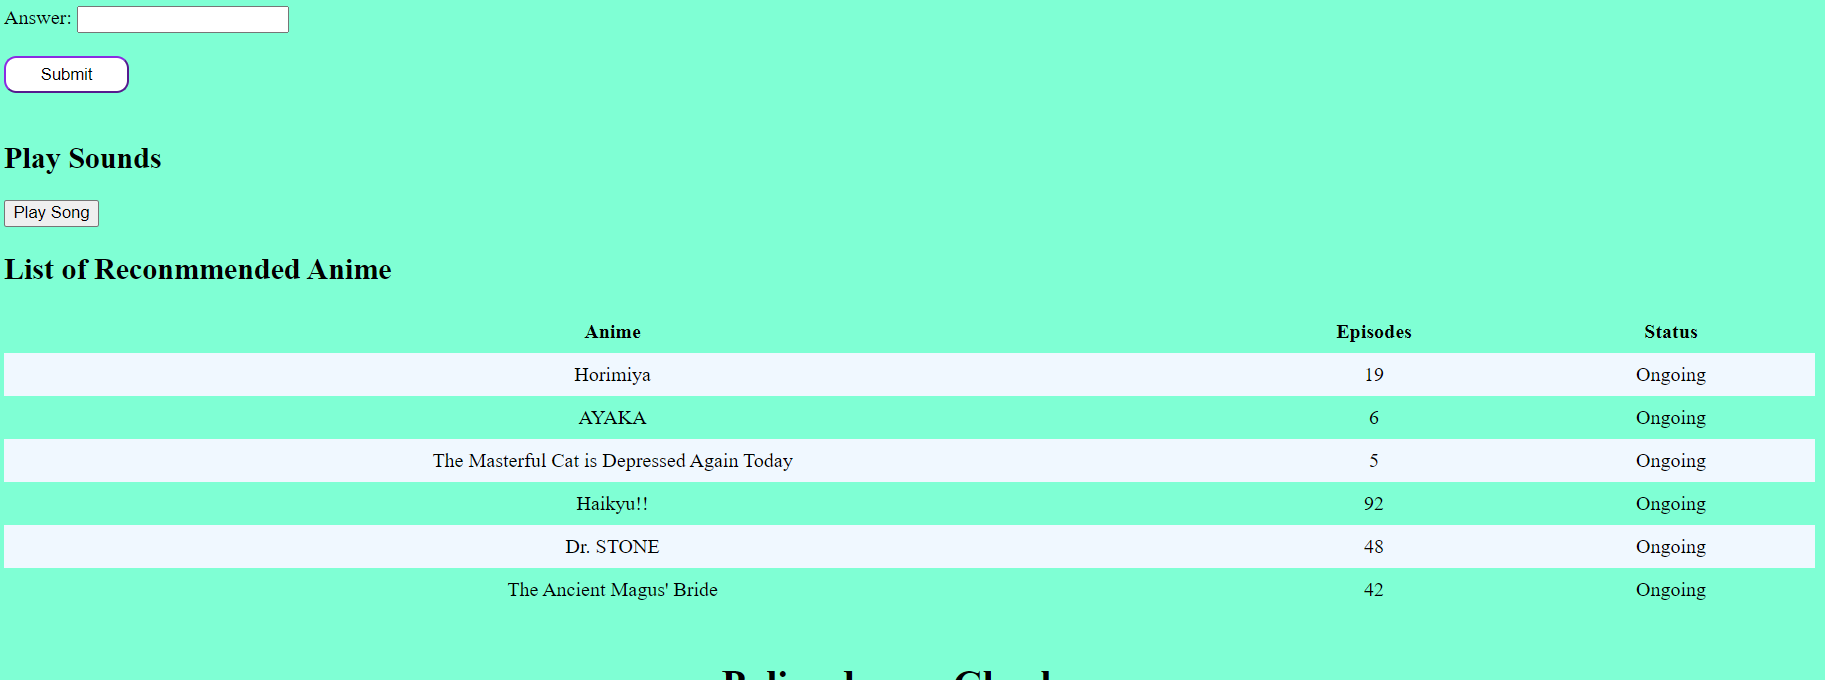 Answer:
Submit
Play Sounds
Play Song
List of Reconmmended Anime
Anime Episodes Status
Horimiya 19 Ongoing
AYAKA 6 Ongoing
The Masterful Cat is Depressed Again Today 5 Ongoing
Haikyu!! 92 Ongoing
Dr. STONE 48 Ongoing
The Ancient Magus' Bride 42 Ongoing